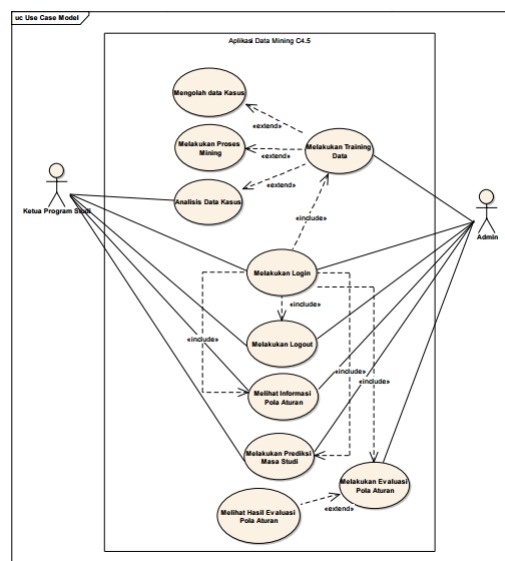 uc Use Case Model
Aplikasi Data Mining C4.5
Mengolah data Kasus
«extend»
Melakukan Proses
Mining
Melakukan Training
Data
«extend»
«extend»
Analisis Data Kasus
Ketua Program Studi
Admin
«include»
Melakukan Login
«include»
Melakukan Logout
«include»
«include»
«include»
Melihat Informasi
Pola Aturan
Melakukan Prediksi
Masa Studi
Melakukan Evaluasi
Pola Aturan
Melihat Hasil Evaluasi
Pola Aturan
«extend»